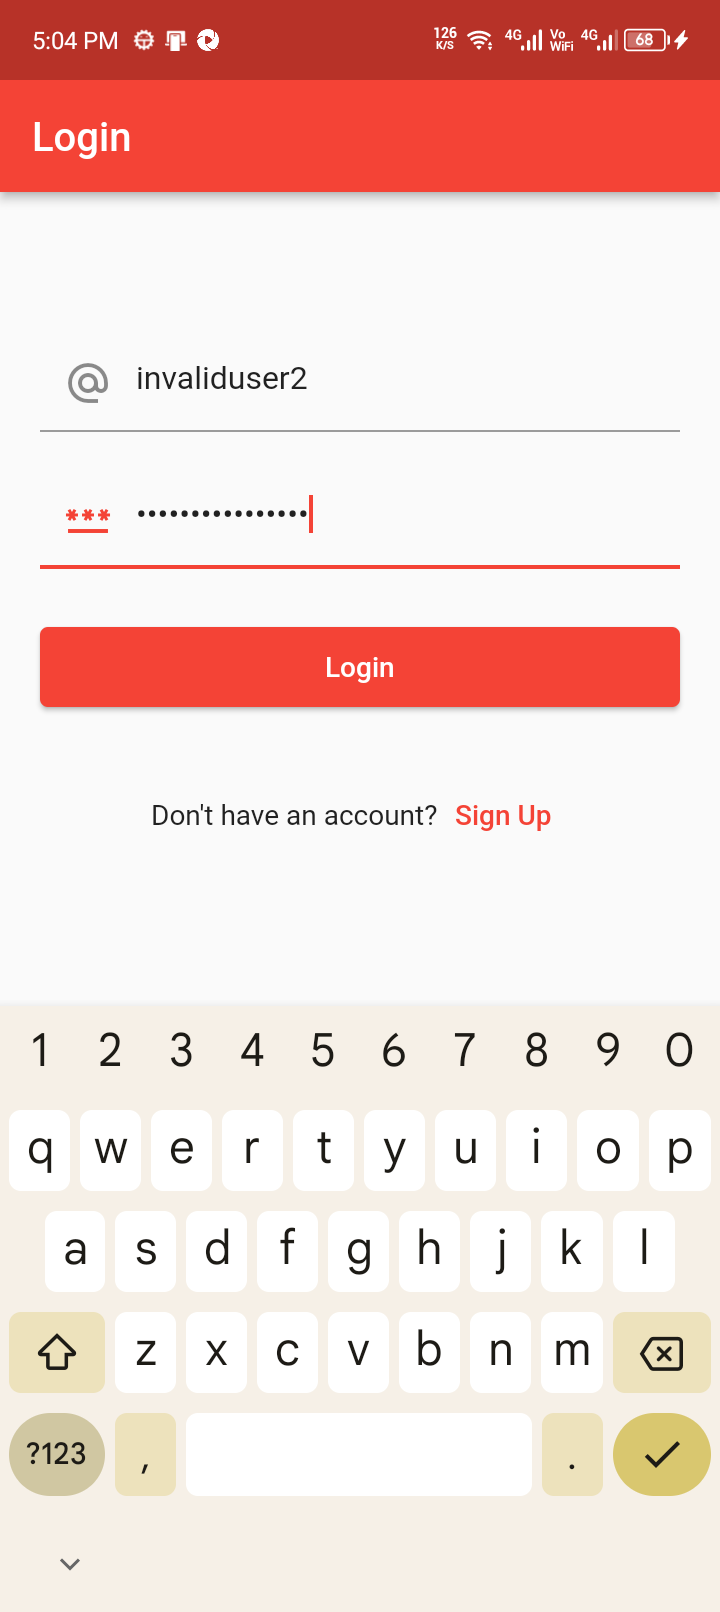 5:04 PM 126 K/S 4G Vo WiFi 4G 68
Login
invaliduser2
••••••••••••••••
Login
Don't have an account? Sign Up
1 2 3 4 5 6 7 8 9 0
q w e r t y u i o p
a s d f g h j k l
z x c v b n m
?123 , .